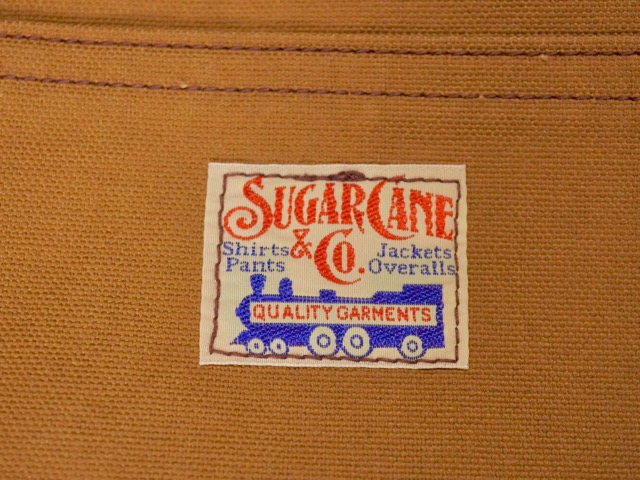 SUGAR CANE
& CO.
Shirts Jackets
Pants Overalls
QUALITY GARMENTS